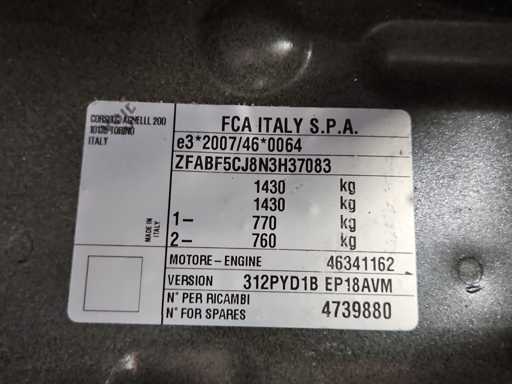 CORSO G. AGNELLI, 200
10135 TORINO
ITALY
FCA ITALY S.P.A.
e3*2007/46*0064
ZFABF5CJ8N3H37083
1430 kg
1430 kg
1– 770 kg
2– 760 kg
MADE IN
ITALY
MOTORE-ENGINE 46341162
VERSION 312PYD1B EP18AVM
N° PER RICAMBI
N° FOR SPARES 4739880